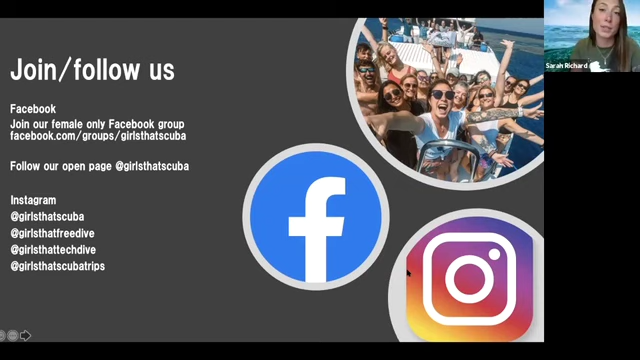 Join/follow us
Facebook
Join our female only Facebook group
facebook.com/groups/girlsthatscuba
Follow our open page @girlsthatscuba
Instagram
@girlsthatscuba
@girlsthatfreedive
@girlsthattechdive
@girlsthatscubatrips
Sarah Richard